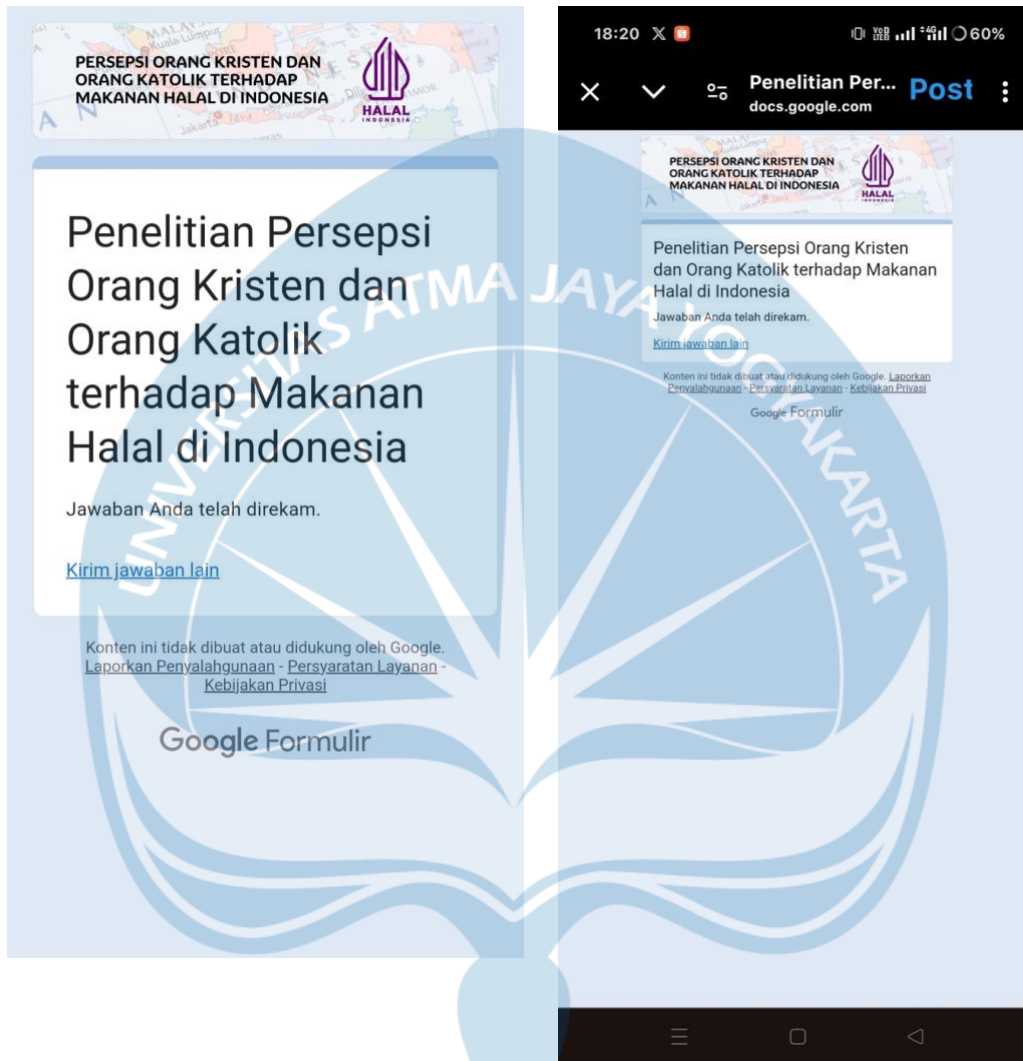 PERSEPSI ORANG KRISTEN DAN
ORANG KATOLIK TERHADAP
MAKANAN HALAL DI INDONESIA
HALAL
INDONESIA
Kuala Lumpur
Jakarta Java
Penelitian Persepsi
Orang Kristen dan
Orang Katolik
terhadap Makanan
Halal di Indonesia
Jawaban Anda telah direkam.
Kirim jawaban lain
Konten ini tidak dibuat atau didukung oleh Google.
Laporkan Penyalahgunaan - Persyaratan Layanan -
Kebijakan Privasi
Google Formulir
18:20
60%
Penelitian Per...
docs.google.com
Post
PERSEPSI ORANG KRISTEN DAN
ORANG KATOLIK TERHADAP
MAKANAN HALAL DI INDONESIA
HALAL
INDONESIA
Penelitian Persepsi Orang Kristen
dan Orang Katolik terhadap Makanan
Halal di Indonesia
Jawaban Anda telah direkam.
Kirim jawaban lain
Konten ini tidak dibuat atau didukung oleh Google. Laporkan
Penyalahgunaan - Persyaratan Layanan - Kebijakan Privasi
Google Formulir
UNIVERSITAS ATMA JAYA YOGYAKARTA